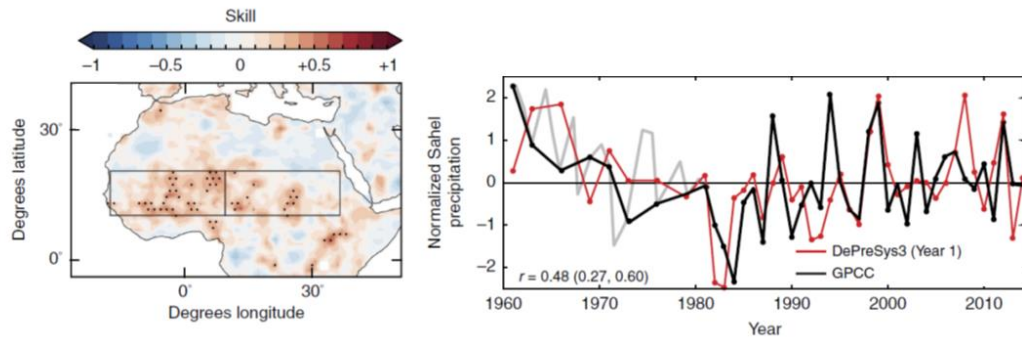 Skill
−1 −0.5 0 +0.5 +1
Degrees latitude
30°
0°
0° 30°
Degrees longitude
Normalized Sahel
precipitation
2
1
0
−1
−2
r = 0.48 (0.27, 0.60)
DePreSys3 (Year 1)
GPCC
1960 1970 1980 1990 2000 2010
Year